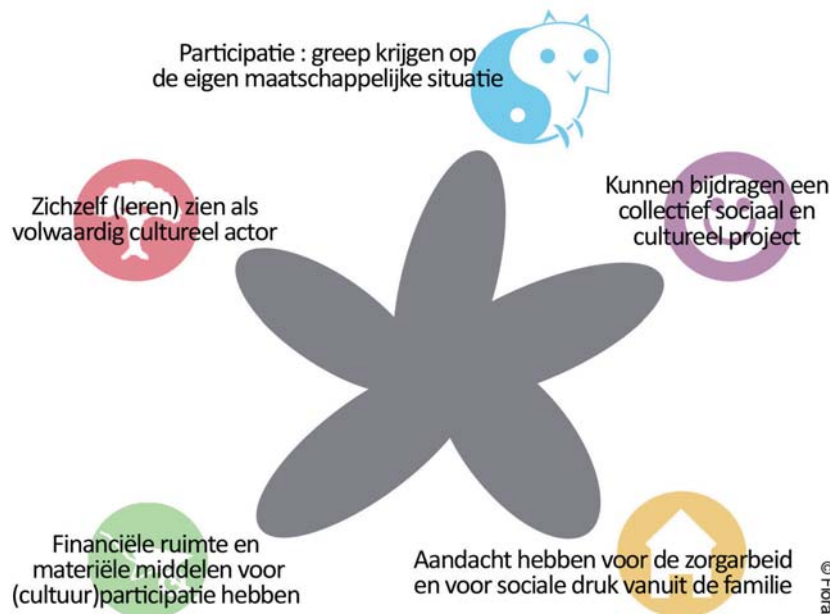 Participatie : greep krijgen op
de eigen maatschappelijke situatie
Zichzelf (leren) zien als
volwaardig cultureel actor
Kunnen bijdragen een
collectief sociaal en
cultureel project
Financiële ruimte en
materiële middelen voor
(cultuur)participatie hebben
Aandacht hebben voor de zorgarbeid
en voor sociale druk vanuit de familie
©